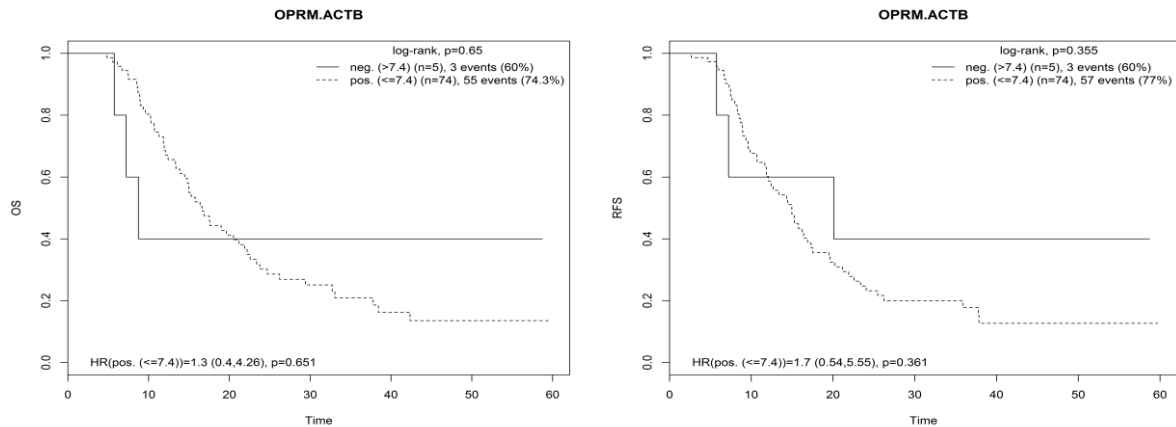 OPRM.ACTB
log-rank, p=0.65
neg. (>7.4) (n=5), 3 events (60%)
pos. (<=7.4) (n=74), 55 events (74.3%)
OS
1.0
0.8
0.6
0.4
0.2
0.0
HR(pos. (<=7.4))=1.3 (0.4,4.26), p=0.651
0 10 20 30 40 50 60
Time
OPRM.ACTB
log-rank, p=0.355
neg. (>7.4) (n=5), 3 events (60%)
pos. (<=7.4) (n=74), 57 events (77%)
RFS
1.0
0.8
0.6
0.4
0.2
0.0
HR(pos. (<=7.4))=1.7 (0.54,5.55), p=0.361
0 10 20 30 40 50 60
Time